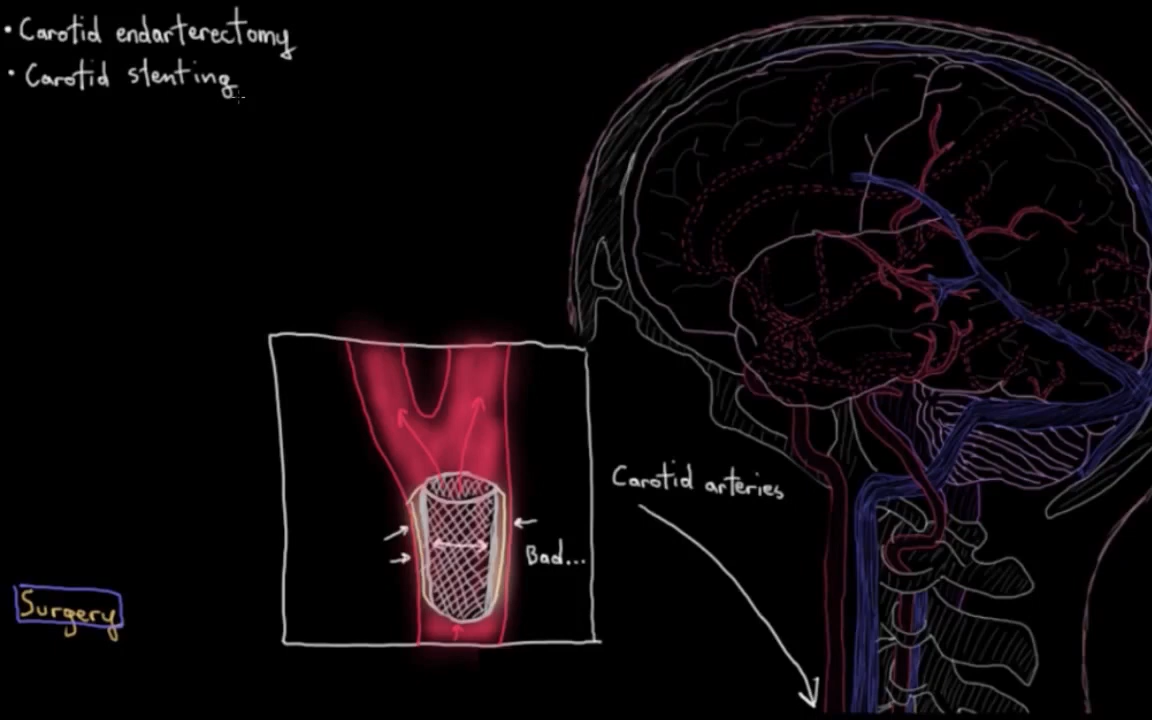 • Carotid endarterectomy
• Carotid stenting
Carotid arteries
Bad...
Surgery